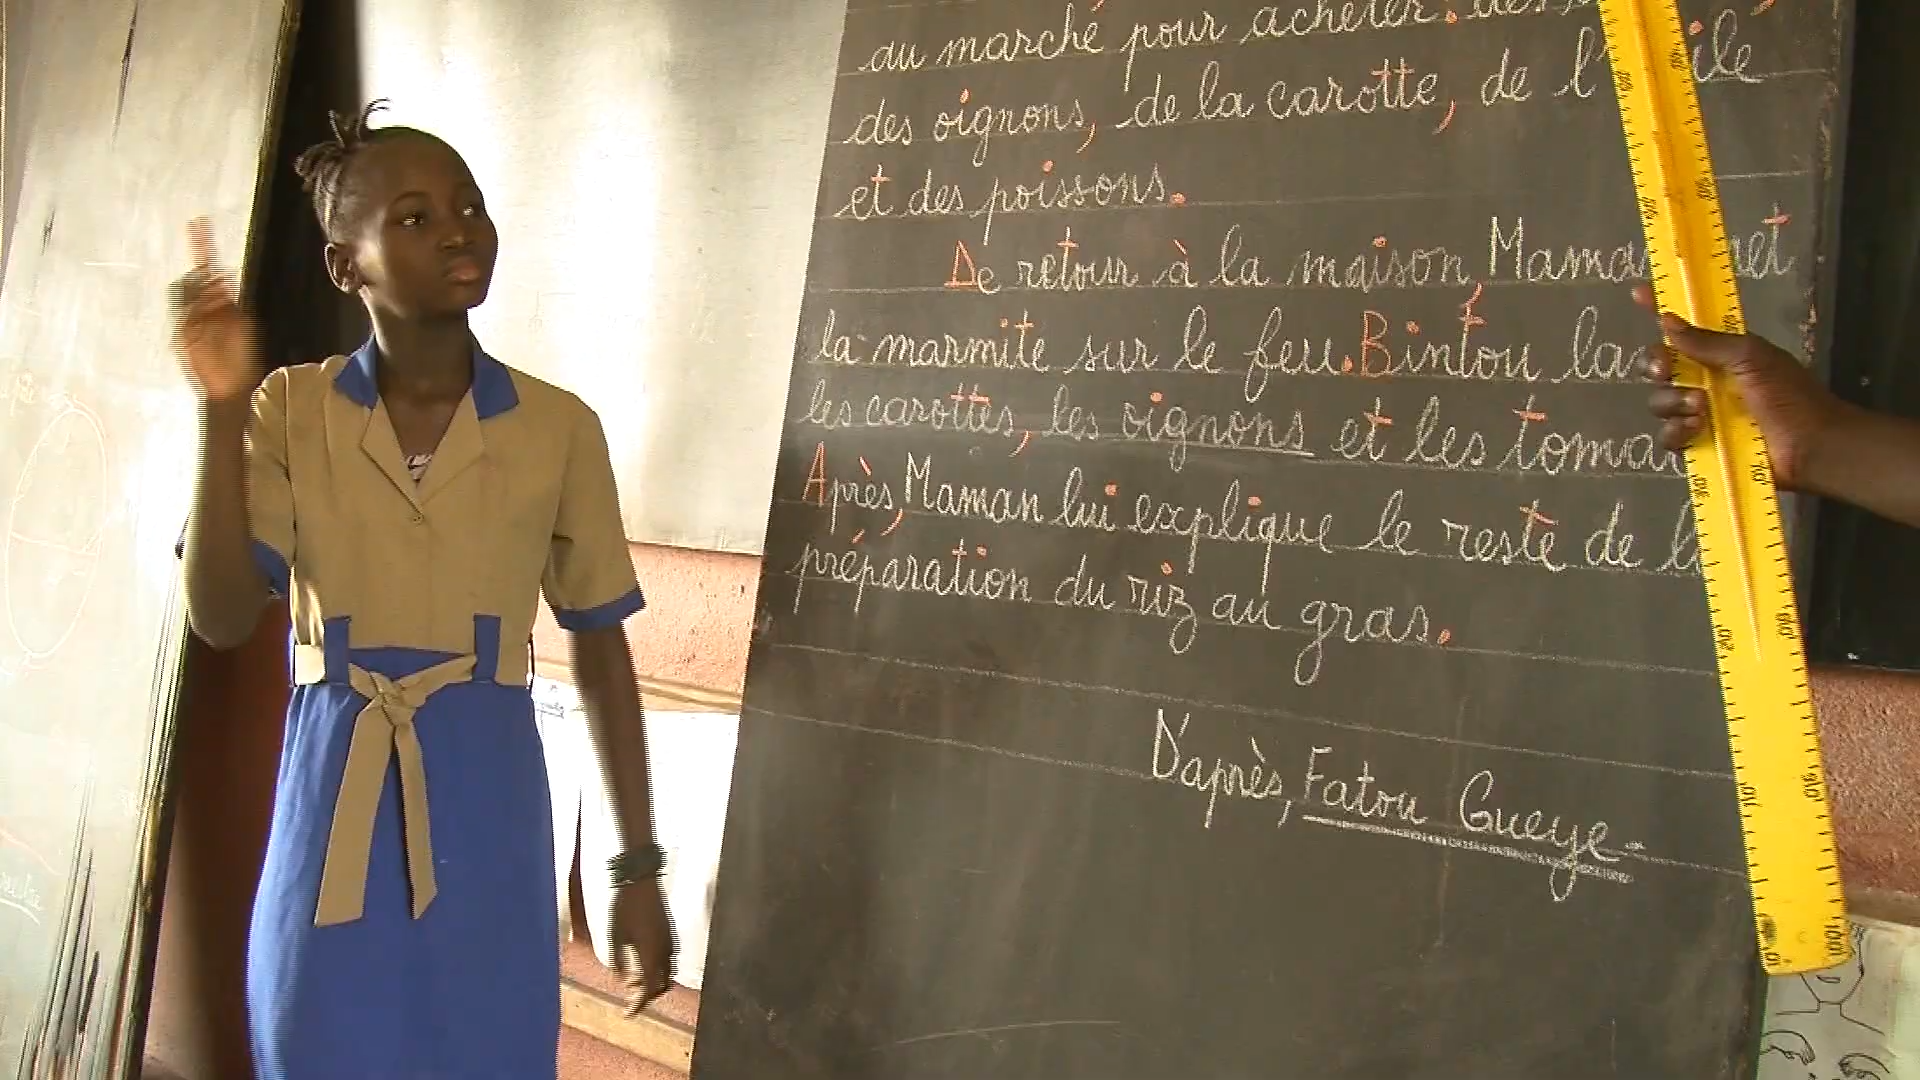 au marché pour acheter: des
des oignons, de la carotte, de l'
et des poissons.
De retour à la maison, Maman met
la marmite sur le feu. Bintou
les carottes, les oignons et les
Après, Maman lui explique le reste de
préparation du riz au gras.
D'après, Fatou Gueye